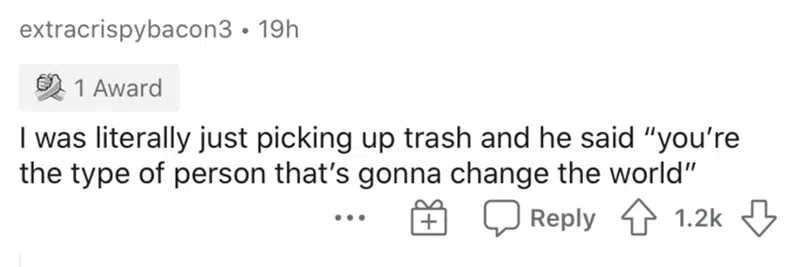 extracrispybacon3 • 19h
1 Award
I was literally just picking up trash and he said “you’re
the type of person that’s gonna change the world”
Reply 1.2k